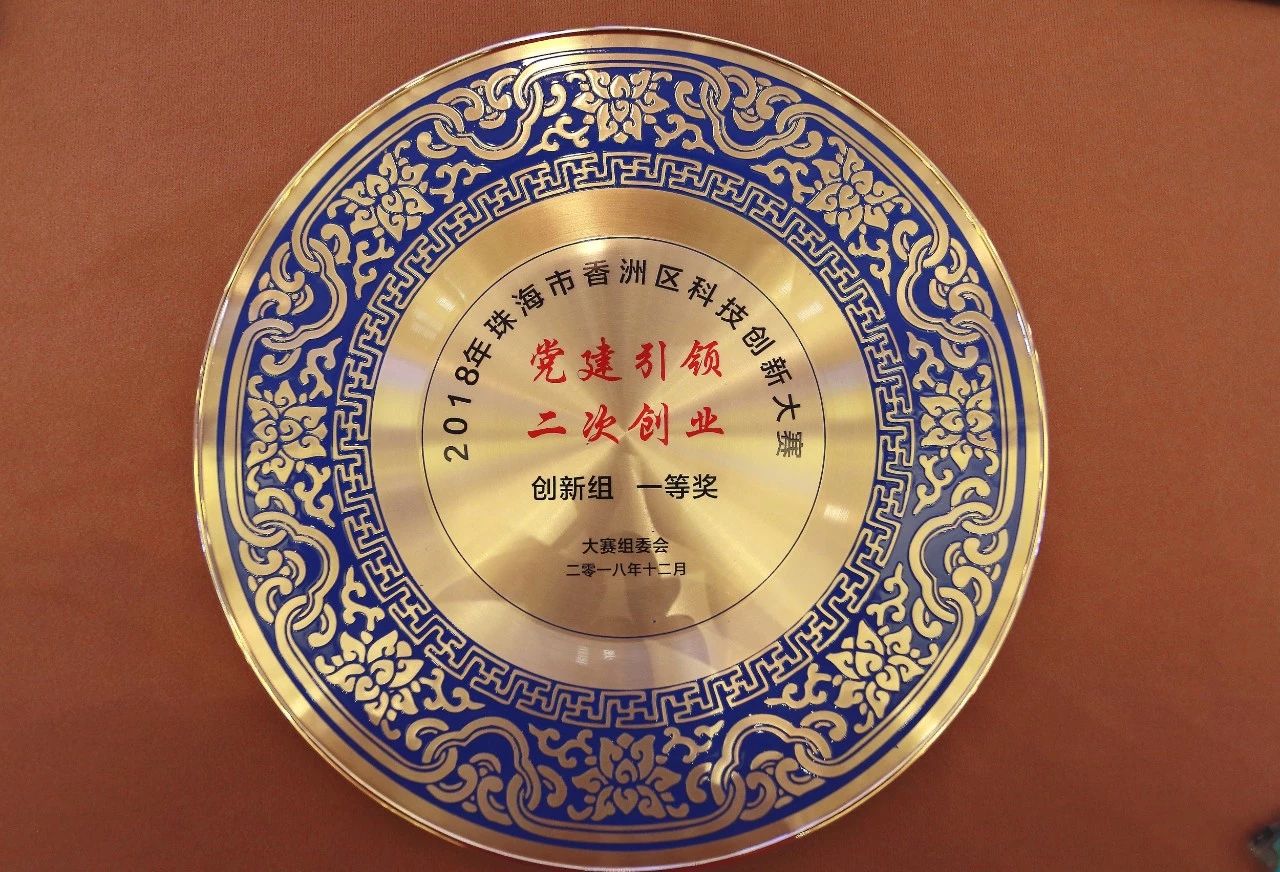 2018年珠海市香洲区科技创新大赛
党建引领
二次创业
创新组 一等奖
大赛组委会
二零一八年十二月